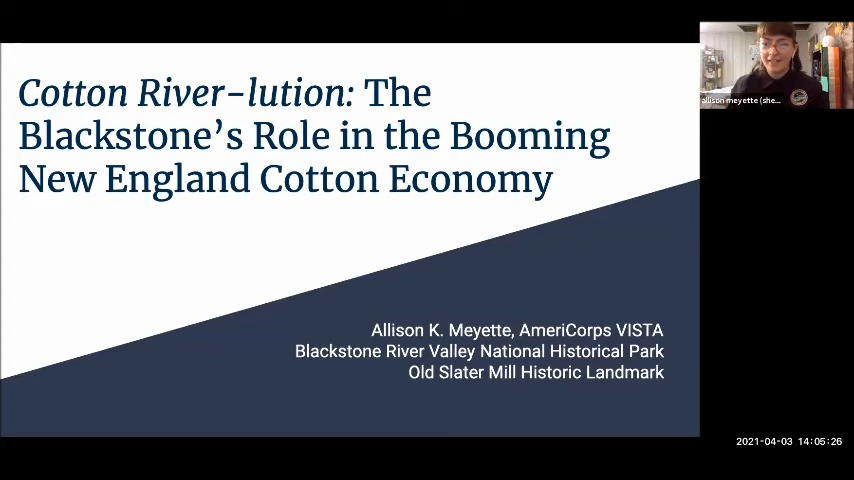 Cotton River-lution: The
Blackstone's Role in the Booming
New England Cotton Economy
allison meyette (she...
Allison K. Meyette, AmeriCorps VISTA
Blackstone River Valley National Historical Park
Old Slater Mill Historic Landmark
2021-04-03 14:05:26